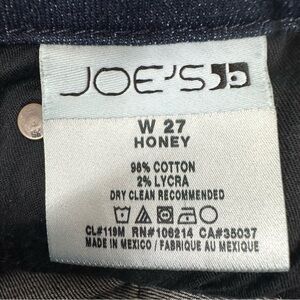 JOE'S
W 27
HONEY
98% COTTON
2% LYCRA
DRY CLEAN RECOMMENDED
CL#119M RN#106214 CA#35037
MADE IN MEXICO / FABRIQUE AU MEXIQUE